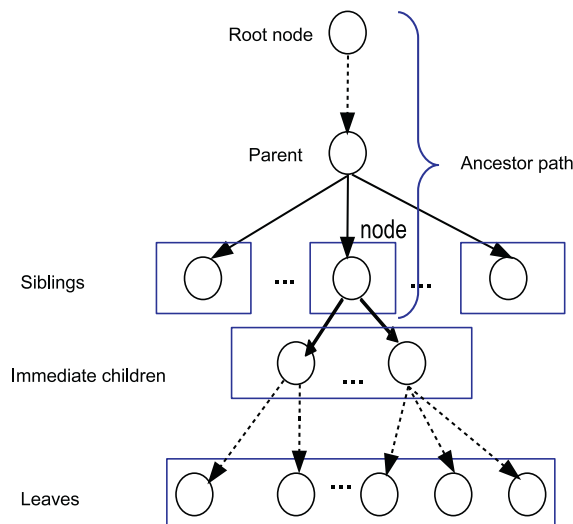 Root node
Parent
Ancestor path
node
Siblings
... ...
Immediate children
...
Leaves
...